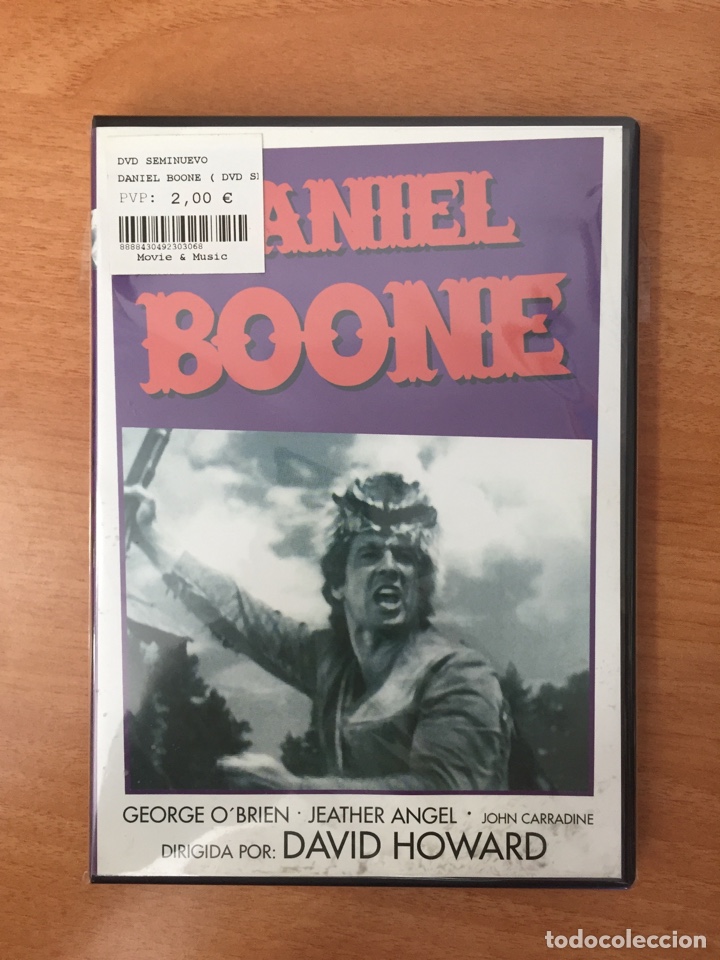 DVD SEMINUEVO
DANIEL BOONE ( DVD S
PVP: 2,00 €
8888430492303068
Movie & Music
ANIEL
BOONE
GEORGE O´BRIEN · JEATHER ANGEL · JOHN CARRADINE
DIRIGIDA POR: DAVID HOWARD
todocoleccion